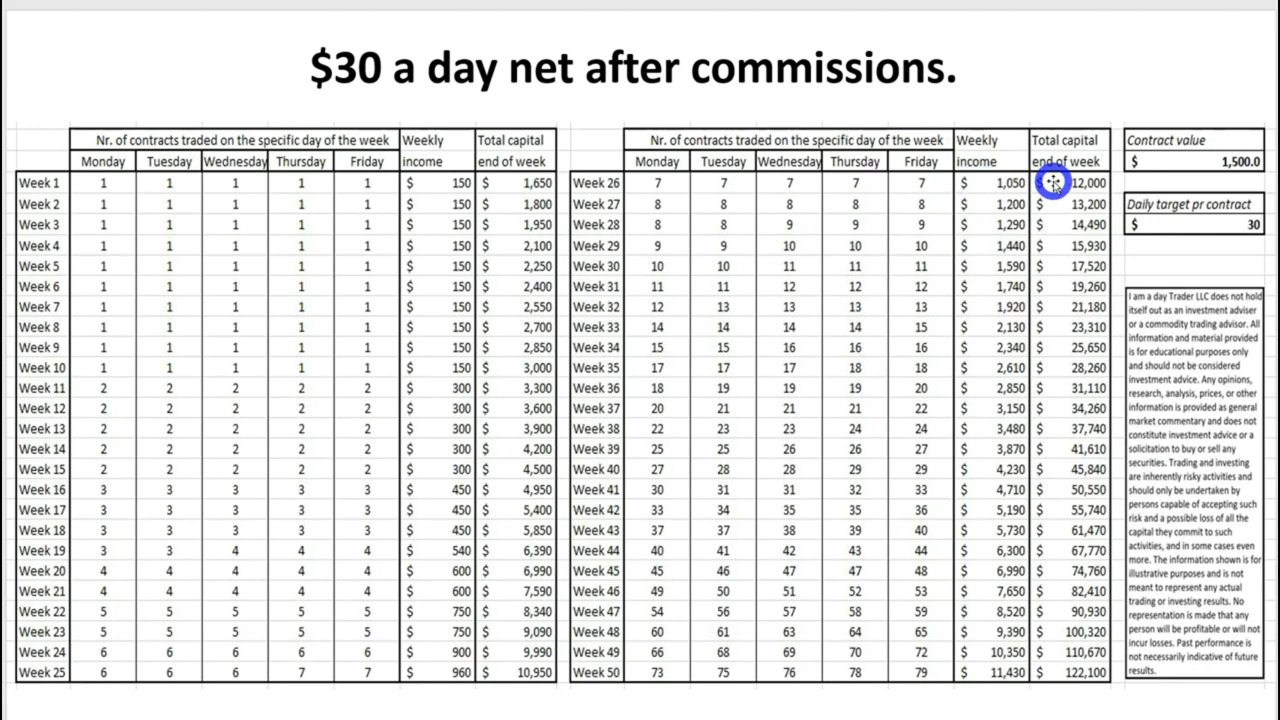 $30 a day net after commissions.
Nr. of contracts traded on the specific day of the week Weekly Total capital
Monday Tuesday Wednesday Thursday Friday income end of week
Week 1 1 1 1 1 1 $ 150 $ 1,650
Week 2 1 1 1 1 1 $ 150 $ 1,800
Week 3 1 1 1 1 1 $ 150 $ 1,950
Week 4 1 1 1 1 1 $ 150 $ 2,100
Week 5 1 1 1 1 1 $ 150 $ 2,250
Week 6 1 1 1 1 1 $ 150 $ 2,400
Week 7 1 1 1 1 1 $ 150 $ 2,550
Week 8 1 1 1 1 1 $ 150 $ 2,700
Week 9 1 1 1 1 1 $ 150 $ 2,850
Week 10 1 1 1 1 1 $ 150 $ 3,000
Week 11 2 2 2 2 2 $ 300 $ 3,300
Week 12 2 2 2 2 2 $ 300 $ 3,600
Week 13 2 2 2 2 2 $ 300 $ 3,900
Week 14 2 2 2 2 2 $ 300 $ 4,200
Week 15 2 2 2 2 2 $ 300 $ 4,500
Week 16 3 3 3 3 3 $ 450 $ 4,950
Week 17 3 3 3 3 3 $ 450 $ 5,400
Week 18 3 3 3 3 3 $ 450 $ 5,850
Week 19 3 3 4 4 4 $ 540 $ 6,390
Week 20 4 4 4 4 4 $ 600 $ 6,990
Week 21 4 4 4 4 4 $ 600 $ 7,590
Week 22 5 5 5 5 5 $ 750 $ 8,340
Week 23 5 5 5 5 5 $ 750 $ 9,090
Week 24 6 6 6 6 6 $ 900 $ 9,990
Week 25 6 6 6 7 7 $ 960 $ 10,950
Nr. of contracts traded on the specific day of the week Weekly Total capital
Monday Tuesday Wednesday Thursday Friday income end of week
Week 26 7 7 7 7 7 $ 1,050 $ 12,000
Week 27 8 8 8 8 8 $ 1,200 $ 13,200
Week 28 8 8 9 9 9 $ 1,290 $ 14,490
Week 29 9 9 10 10 10 $ 1,440 $ 15,930
Week 30 10 10 11 11 11 $ 1,590 $ 17,520
Week 31 11 11 12 12 12 $ 1,740 $ 19,260
Week 32 12 13 13 13 13 $ 1,920 $ 21,180
Week 33 14 14 14 14 15 $ 2,130 $ 23,310
Week 34 15 15 16 16 16 $ 2,340 $ 25,650
Week 35 17 17 17 18 18 $ 2,610 $ 28,260
Week 36 18 19 19 19 20 $ 2,850 $ 31,110
Week 37 20 21 21 21 22 $ 3,150 $ 34,260
Week 38 22 23 23 24 24 $ 3,480 $ 37,740
Week 39 25 25 26 26 27 $ 3,870 $ 41,610
Week 40 27 28 28 29 29 $ 4,230 $ 45,840
Week 41 30 31 31 32 33 $ 4,710 $ 50,550
Week 42 33 34 35 35 36 $ 5,190 $ 55,740
Week 43 37 37 38 39 40 $ 5,730 $ 61,470
Week 44 40 41 42 43 44 $ 6,300 $ 67,770
Week 45 45 46 47 47 48 $ 6,990 $ 74,760
Week 46 49 50 51 52 53 $ 7,650 $ 82,410
Week 47 54 56 57 58 59 $ 8,520 $ 90,930
Week 48 60 61 63 64 65 $ 9,390 $ 100,320
Week 49 66 68 69 70 72 $ 10,350 $ 110,670
Week 50 73 75 76 78 79 $ 11,430 $ 122,100
Contract value
$ 1,500.0
Daily target pr contract
$ 30
I am a day Trader LLC does not hold
itself out as an investment adviser
or a commodity trading advisor. All
information and material provided
is for educational purposes only
and should not be considered
investment advice. Any opinions,
research, analysis, prices, or other
information is provided as general
market commentary and does not
constitute investment advice or a
solicitation to buy or sell any
securities. Trading and investing
are inherently risky activities and
should only be undertaken by
persons capable of accepting such
risk and a possible loss of all the
capital they commit to such
activities, and in some cases even
more. The information shown is for
illustrative purposes and is not
meant to represent any actual
trading or investing results. No
representation is made that any
person will be profitable or will not
incur losses. Past performance is
not necessarily indicative of future
results.